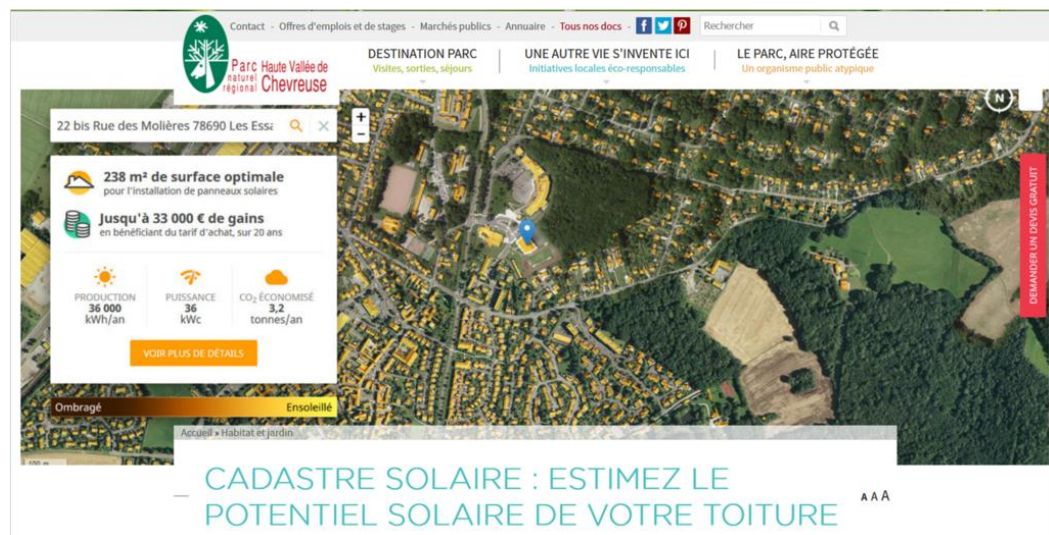 Contact - Offres d'emplois et de stages - Marchés publics - Annuaire - Tous nos docs -
Rechercher
Parc Haute Vallée de
naturel
régional Chevreuse
DESTINATION PARC
Visites, sorties, séjours
UNE AUTRE VIE S'INVENTE ICI
Initiatives locales éco-responsables
LE PARC, AIRE PROTÉGÉE
Un organisme public atypique
22 bis Rue des Molières 78690 Les Essa
+
-
N
238 m² de surface optimale
pour l'installation de panneaux solaires
Jusqu'à 33 000 € de gains
en bénéficiant du tarif d'achat, sur 20 ans
PRODUCTION
36 000
kWh/an
PUISSANCE
36
kWc
CO₂ ÉCONOMISÉ
3,2
tonnes/an
VOIR PLUS DE DÉTAILS
DEMANDER UN DEVIS GRATUIT
Ombragé Ensoleillé
Accueil » Habitat et jardin
100 m
CADASTRE SOLAIRE : ESTIMEZ LE
POTENTIEL SOLAIRE DE VOTRE TOITURE
A A A